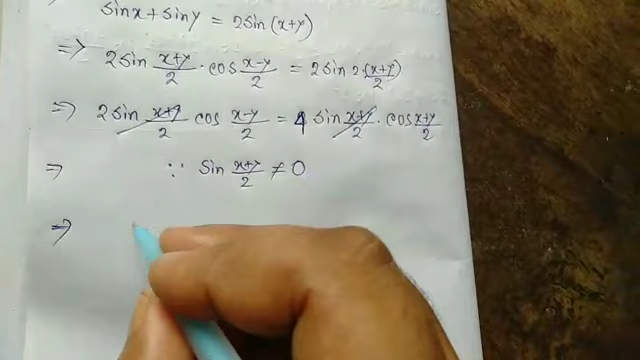 sinx + siny = 2sin(x+y)
⇒ 2sin x+y/2 · cos x-y/2 = 2sin 2·(x+y/2)
⇒ 2sin x+y/2 cos x-y/2 = 4 sin x+y/2 · cos x+y/2
⇒ ∵ sin x+y/2 ≠ 0
⇒